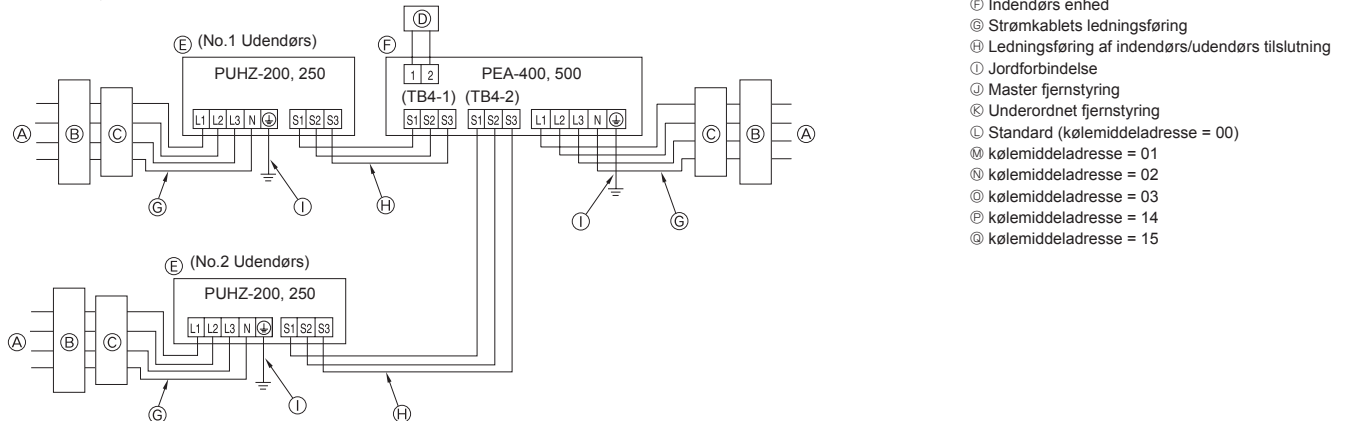 Ⓓ
Ⓔ (No.1 Udendørs)
Ⓕ
PUHZ-200, 250
1 2
PEA-400, 500
(TB4-1) (TB4-2)
L1 L2 L3 N S1 S2 S3
S1 S2 S3 S1 S2 S3 L1 L2 L3 N
Ⓐ Ⓑ Ⓒ
Ⓒ Ⓑ Ⓐ
Ⓖ Ⓘ Ⓗ Ⓘ Ⓖ
Ⓔ (No.2 Udendørs)
PUHZ-200, 250
L1 L2 L3 N S1 S2 S3
Ⓐ Ⓑ Ⓒ
Ⓖ Ⓘ Ⓗ
Ⓕ Indendørs enhed
Ⓖ Strømkablets ledningsføring
Ⓗ Ledningsføring af indendørs/udendørs tilslutning
Ⓘ Jordforbindelse
Ⓙ Master fjernstyring
Ⓚ Underordnet fjernstyring
Ⓛ Standard (kølemiddeladresse = 00)
Ⓜ kølemiddeladresse = 01
Ⓝ kølemiddeladresse = 02
Ⓞ kølemiddeladresse = 03
Ⓟ kølemiddeladresse = 14
Ⓠ kølemiddeladresse = 15